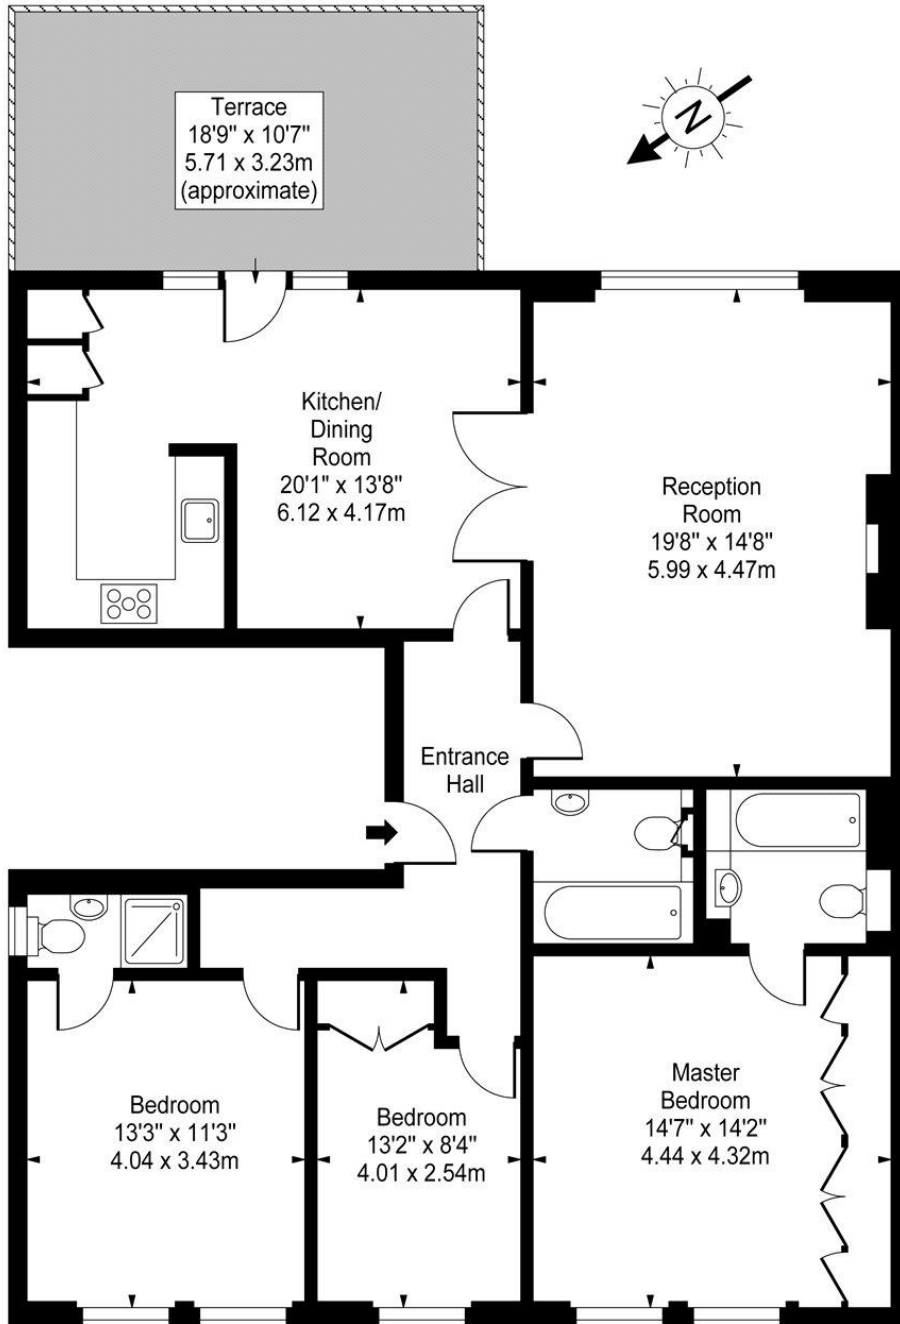 Terrace
18'9" x 10'7"
5.71 x 3.23m
(approximate)
N
Kitchen/
Dining
Room
20'1" x 13'8"
6.12 x 4.17m
Reception
Room
19'8" x 14'8"
5.99 x 4.47m
Entrance
Hall
Bedroom
13'3" x 11'3"
4.04 x 3.43m
Bedroom
13'2" x 8'4"
4.01 x 2.54m
Master
Bedroom
14'7" x 14'2"
4.44 x 4.32m